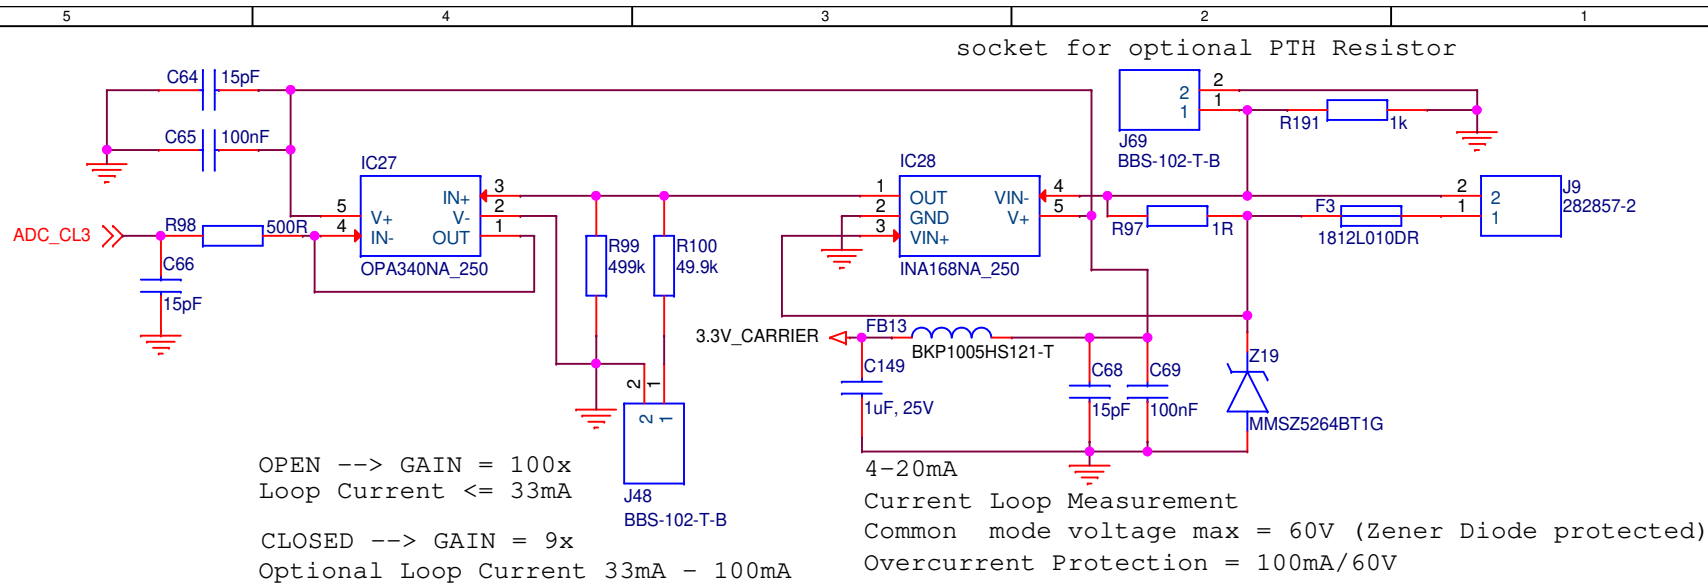 5 4 3 2 1
socket for optional PTH Resistor
C64 15pF
2
2
1
1
R191 1k
J69
BBS-102-T-B
C65 100nF
IC27
IC28
J9
282857-2
3
IN+
5
V+
2
V-
4
IN-
1
OUT
OPA340NA_250
1
OUT
VIN-
4
2
GND
V+
5
3
VIN+
INA168NA_250
2
2
1
1
F3
1812L010DR
R97 1R
ADC_CL3
R98 500R
C66
15pF
R99
499k
R100
49.9k
3.3V_CARRIER
FB13
BKP1005HS121-T
C149
1uF, 25V
C68
15pF
C69
100nF
Z19
MMSZ5264BT1G
2 1
2 1
J48
BBS-102-T-B
OPEN --> GAIN = 100x
Loop Current <= 33mA
CLOSED --> GAIN = 9x
Optional Loop Current 33mA - 100mA
4-20mA
Current Loop Measurement
Common mode voltage max = 60V (Zener Diode protected)
Overcurrent Protection = 100mA/60V